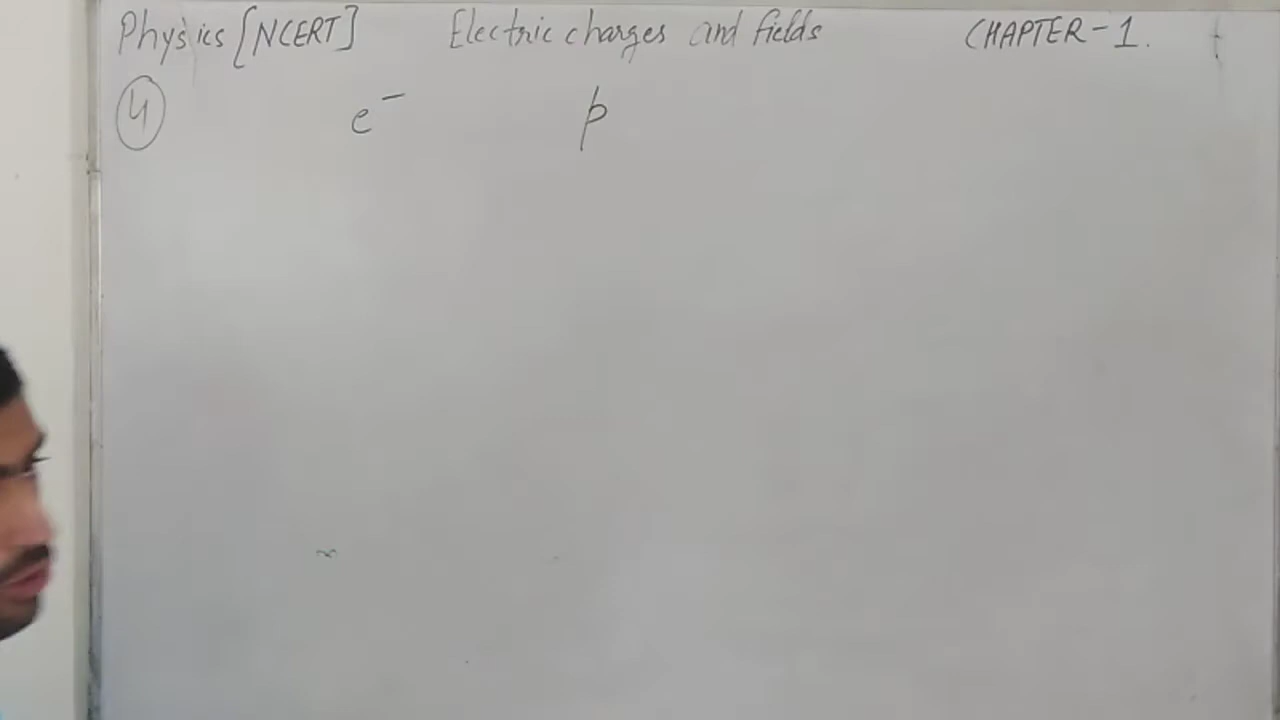 Physics [NCERT] Electric charges and fields CHAPTER-1.
4 e⁻ p